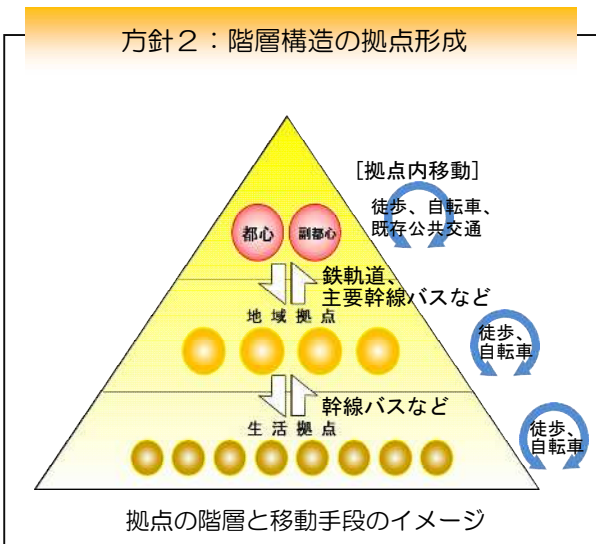 方針２：階層構造の拠点形成
［拠点内移動］
徒歩、自転車、
既存公共交通
都心
副都心
鉄軌道、
主要幹線バスなど
地域拠点
徒歩、
自転車
幹線バスなど
生活拠点
徒歩、
自転車
拠点の階層と移動手段のイメージ